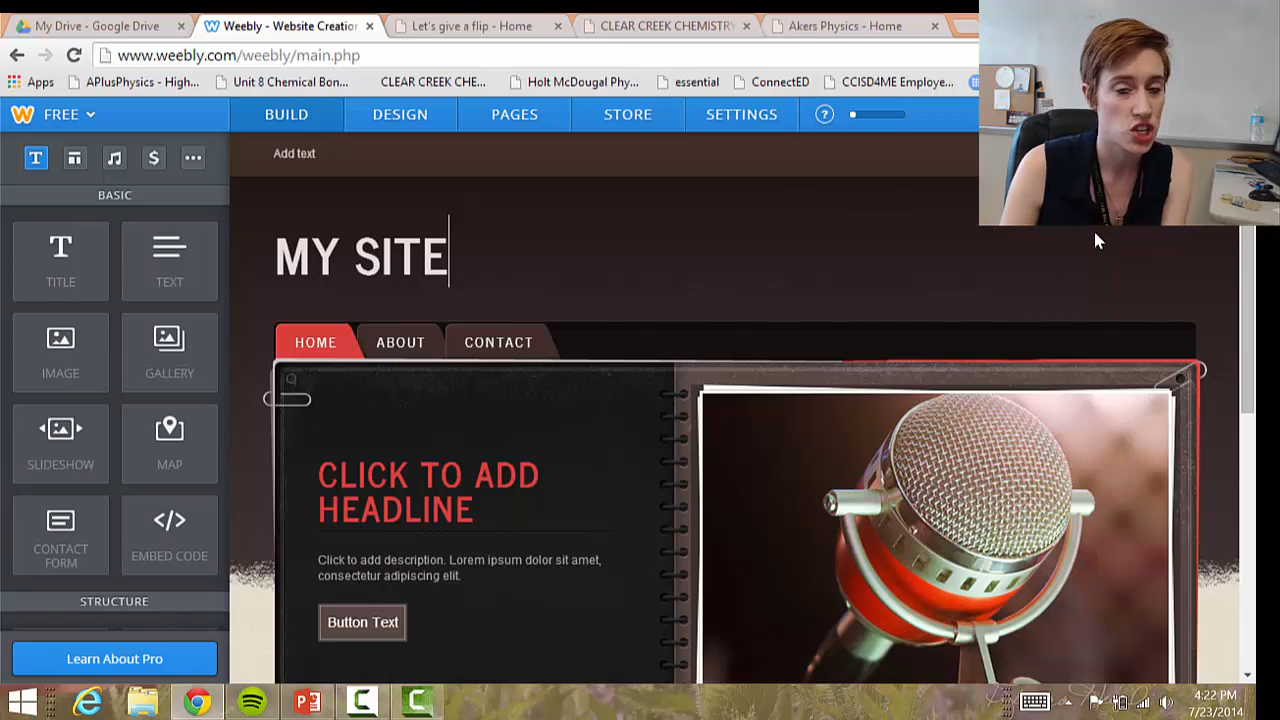 My Drive - Google Drive × Weebly - Website Creation × Let's give a flip - Home × CLEAR CREEK CHEMISTRY × Akers Physics - Home ×
www.weebly.com/weebly/main.php
Apps APlusPhysics - High... Unit 8 Chemical Bon... CLEAR CREEK CHE... Holt McDougal Phy... essential ConnectED CCISD4ME Employe...
W FREE BUILD DESIGN PAGES STORE SETTINGS ?
T $ ...
Add text
BASIC
T
TITLE TEXT
MY SITE
IMAGE GALLERY
HOME ABOUT CONTACT
SLIDESHOW MAP
CLICK TO ADD
HEADLINE
</>
CONTACT
FORM
EMBED CODE
Click to add description. Lorem ipsum dolor sit amet,
consectetur adipiscing elit.
STRUCTURE
Button Text
Learn About Pro
4:22 PM
7/23/2014